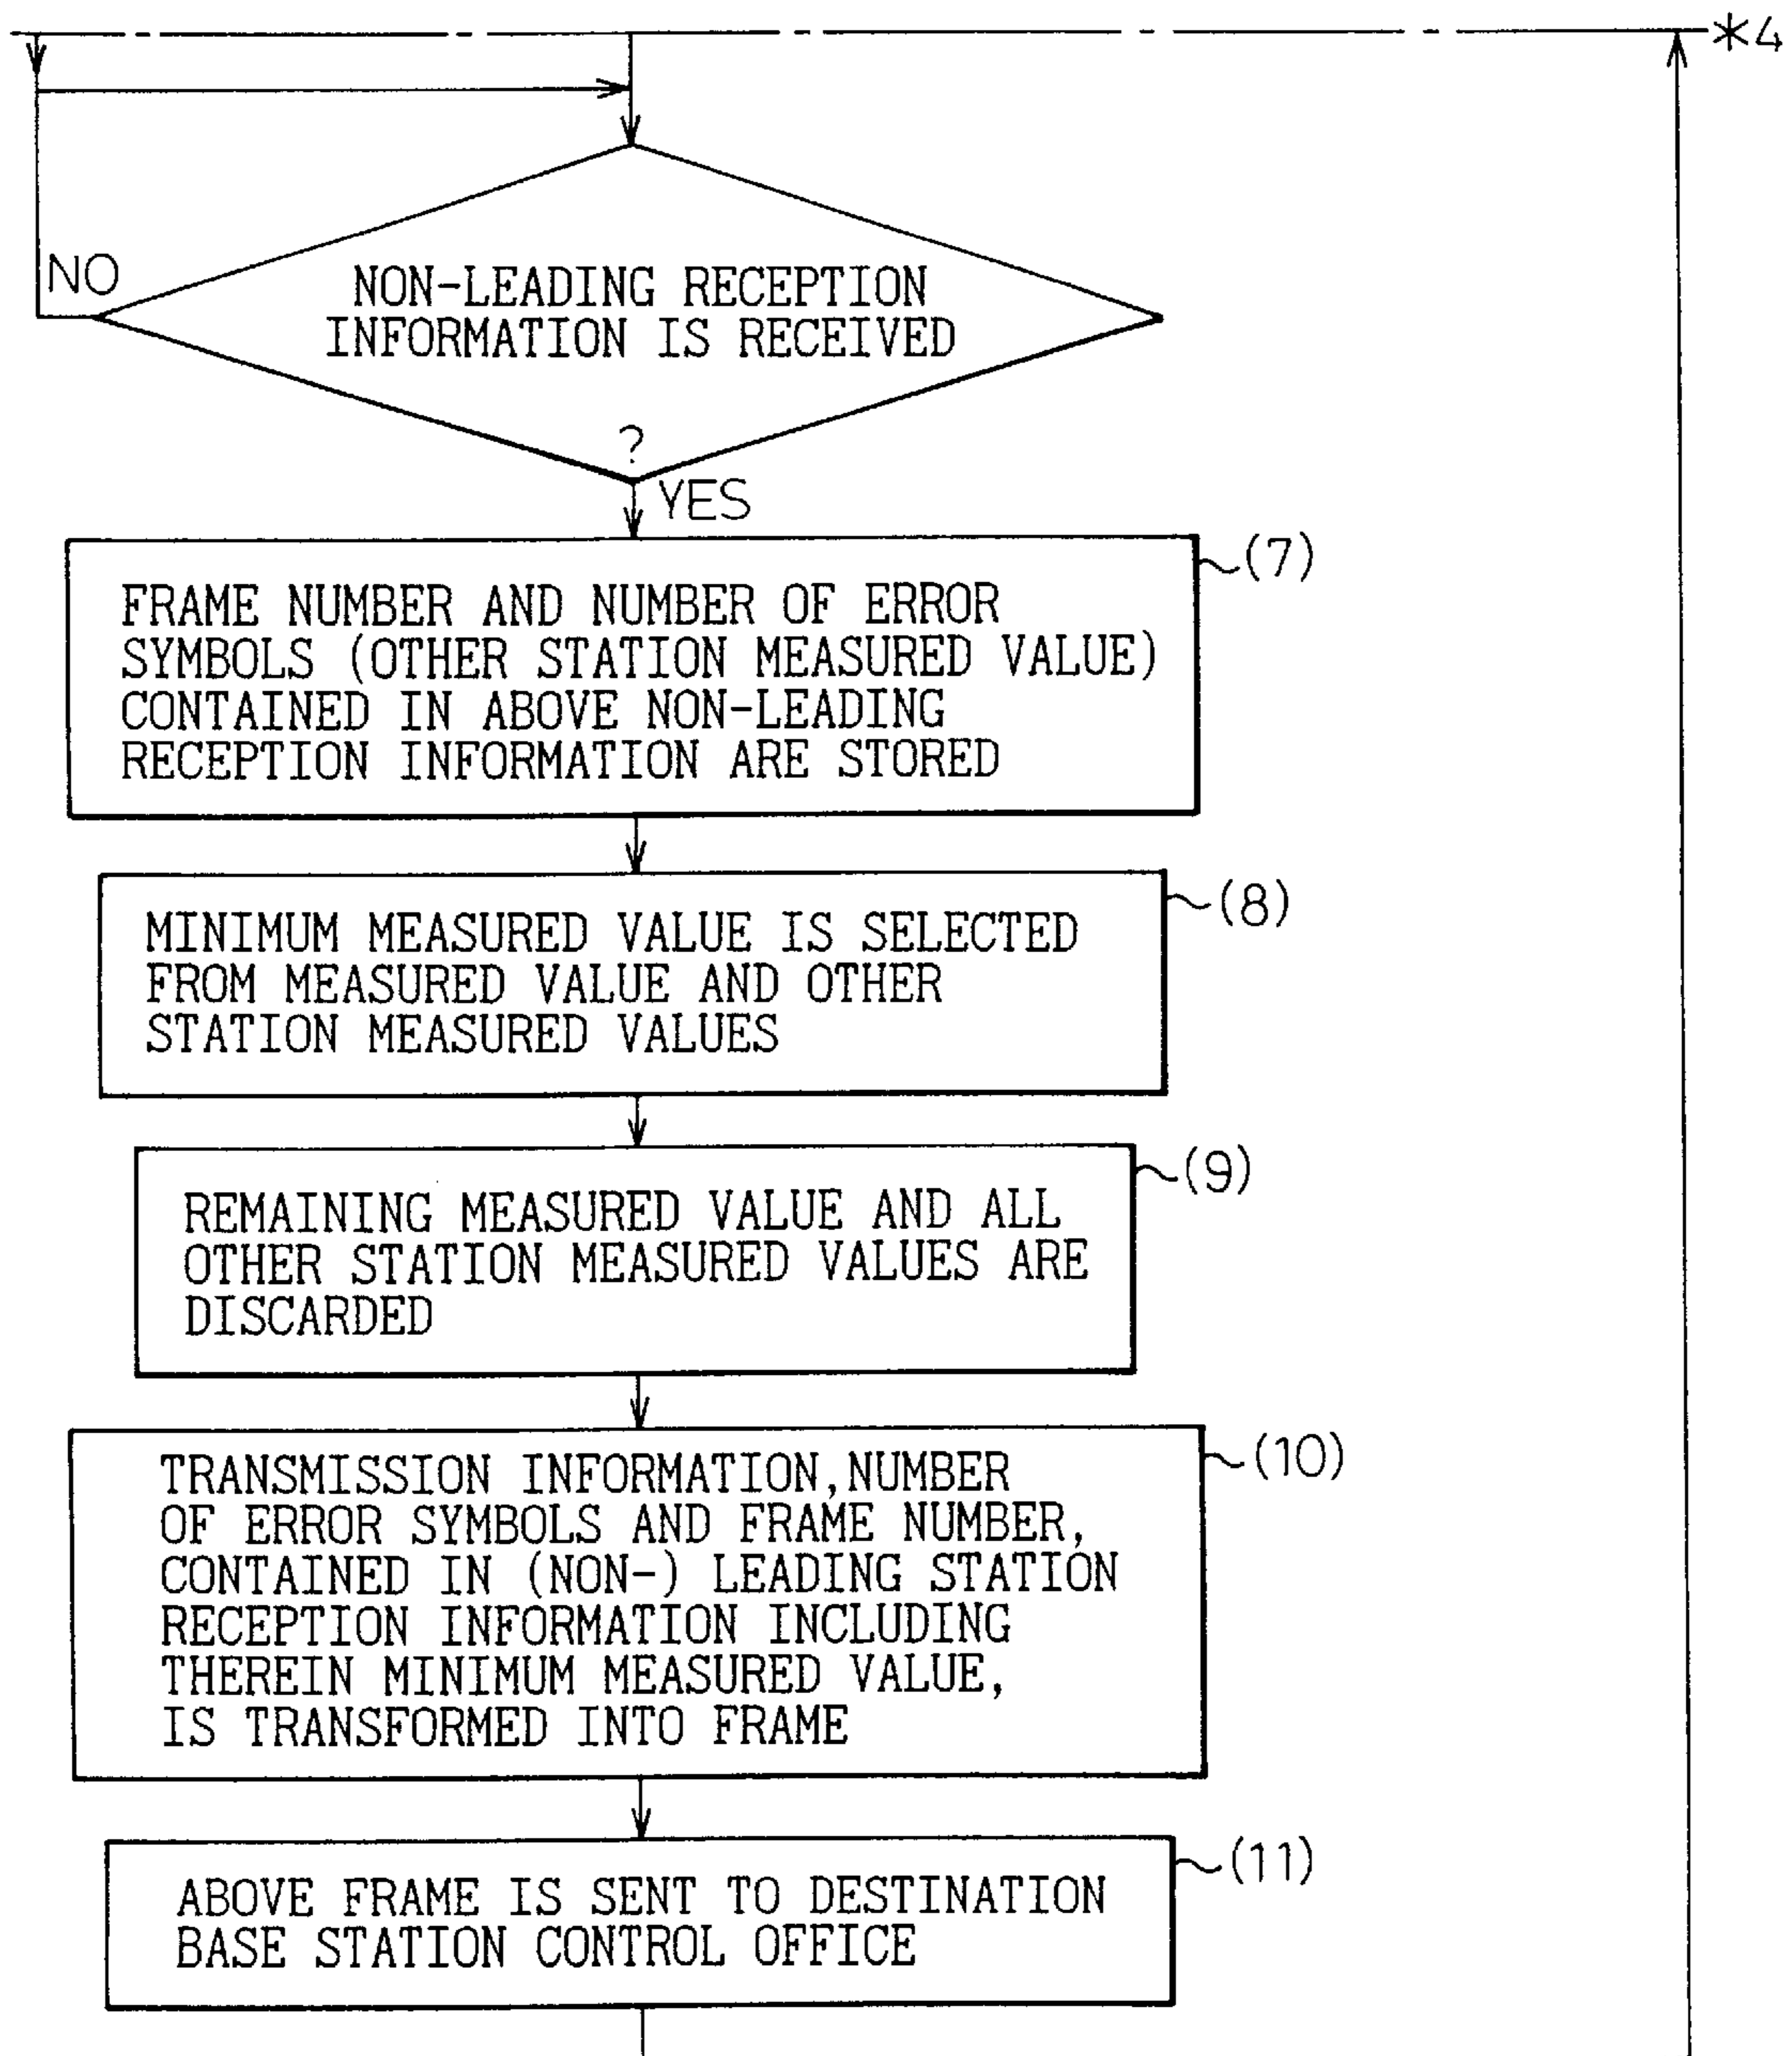 *4
NO
NON-LEADING RECEPTION
INFORMATION IS RECEIVED
?
YES
(7)
FRAME NUMBER AND NUMBER OF ERROR
SYMBOLS (OTHER STATION MEASURED VALUE)
CONTAINED IN ABOVE NON-LEADING
RECEPTION INFORMATION ARE STORED
(8)
MINIMUM MEASURED VALUE IS SELECTED
FROM MEASURED VALUE AND OTHER
STATION MEASURED VALUES
(9)
REMAINING MEASURED VALUE AND ALL
OTHER STATION MEASURED VALUES ARE
DISCARDED
(10)
TRANSMISSION INFORMATION, NUMBER
OF ERROR SYMBOLS AND FRAME NUMBER,
CONTAINED IN (NON-) LEADING STATION
RECEPTION INFORMATION INCLUDING
THEREIN MINIMUM MEASURED VALUE,
IS TRANSFORMED INTO FRAME
(11)
ABOVE FRAME IS SENT TO DESTINATION
BASE STATION CONTROL OFFICE